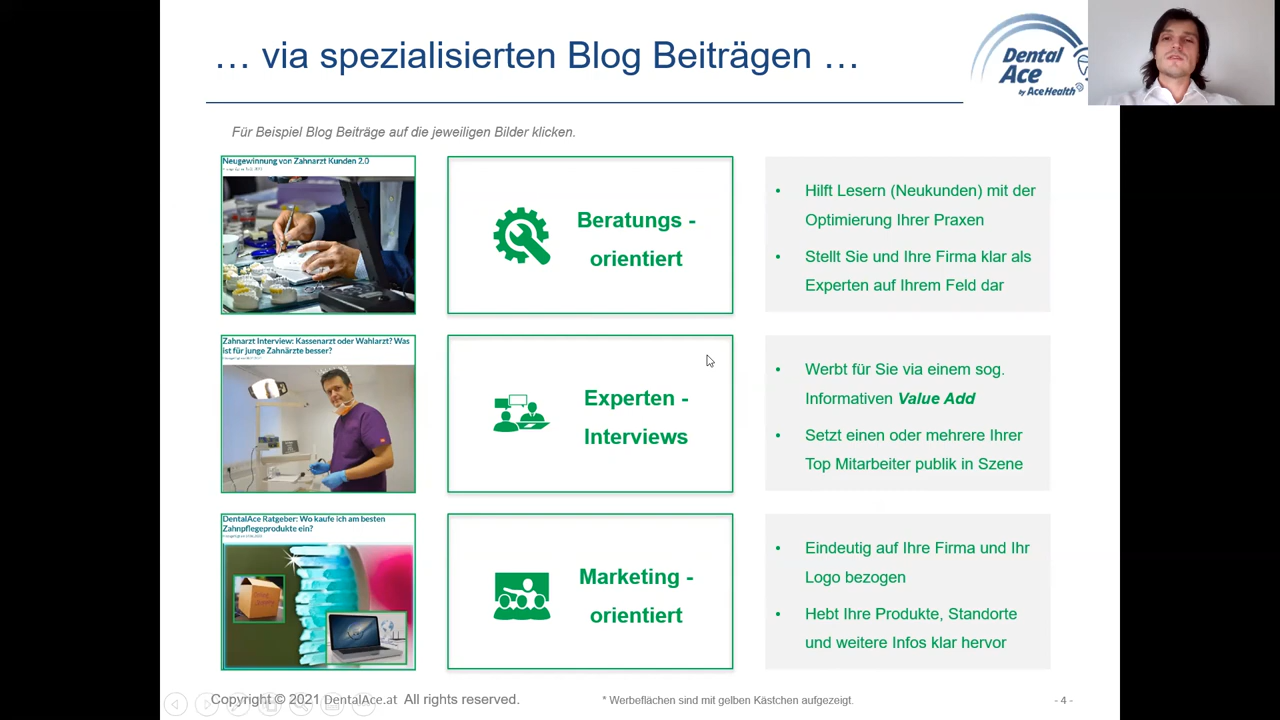 … via spezialisierten Blog Beiträgen …
Dental
Ace
by AceHealth
Für Beispiel Blog Beiträge auf die jeweiligen Bilder klicken.
Neugewinnung von Zahnarzt Kunden 2.0
Beratungs -
orientiert
• Hilft Lesern (Neukunden) mit der
Optimierung Ihrer Praxen
• Stellt Sie und Ihre Firma klar als
Experten auf Ihrem Feld dar
Zahnarzt Interview: Kassenarzt oder Wahlarzt? Was
ist für junge Zahnärzte besser?
Experten -
Interviews
• Werbt für Sie via einem sog.
Informativen Value Add
• Setzt einen oder mehrere Ihrer
Top Mitarbeiter publik in Szene
DentalAce Ratgeber: Wo kaufe ich am besten
Zahnpflegeprodukte ein?
Marketing -
orientiert
• Eindeutig auf Ihre Firma und Ihr
Logo bezogen
• Hebt Ihre Produkte, Standorte
und weitere Infos klar hervor
Copyright © 2021 DentalAce.at All rights reserved.
* Werbeflächen sind mit gelben Kästchen aufgezeigt.
- 4 -